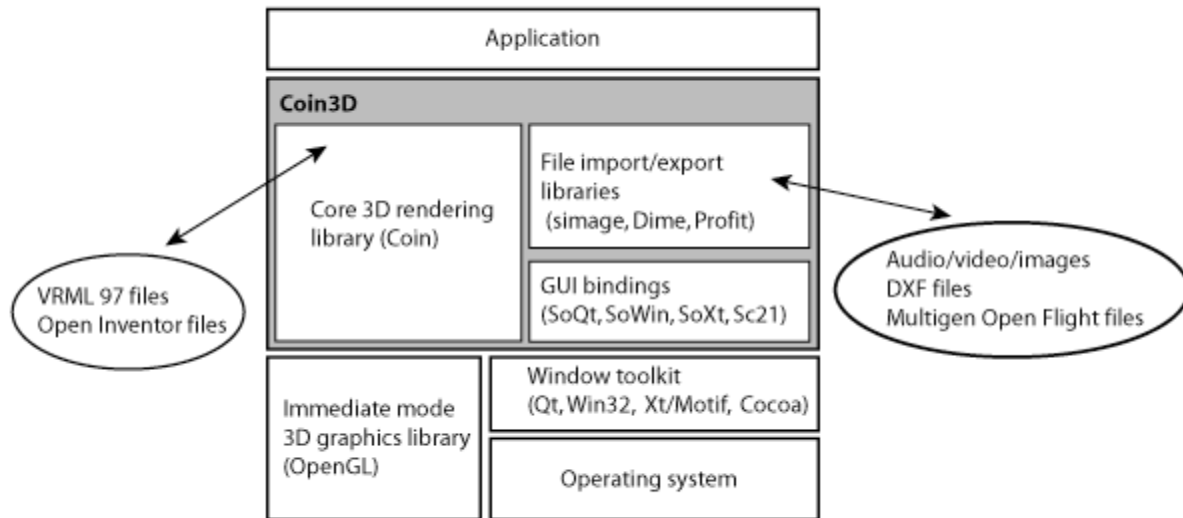 Application
Coin3D
Core 3D rendering
library (Coin)
File import/export
libraries
(simage, Dime, Profit)
GUI bindings
(SoQt, SoWin, SoXt, Sc21)
VRML 97 files
Open Inventor files
Audio/video/images
DXF files
Multigen Open Flight files
Immediate mode
3D graphics library
(OpenGL)
Window toolkit
(Qt, Win32, Xt/Motif, Cocoa)
Operating system